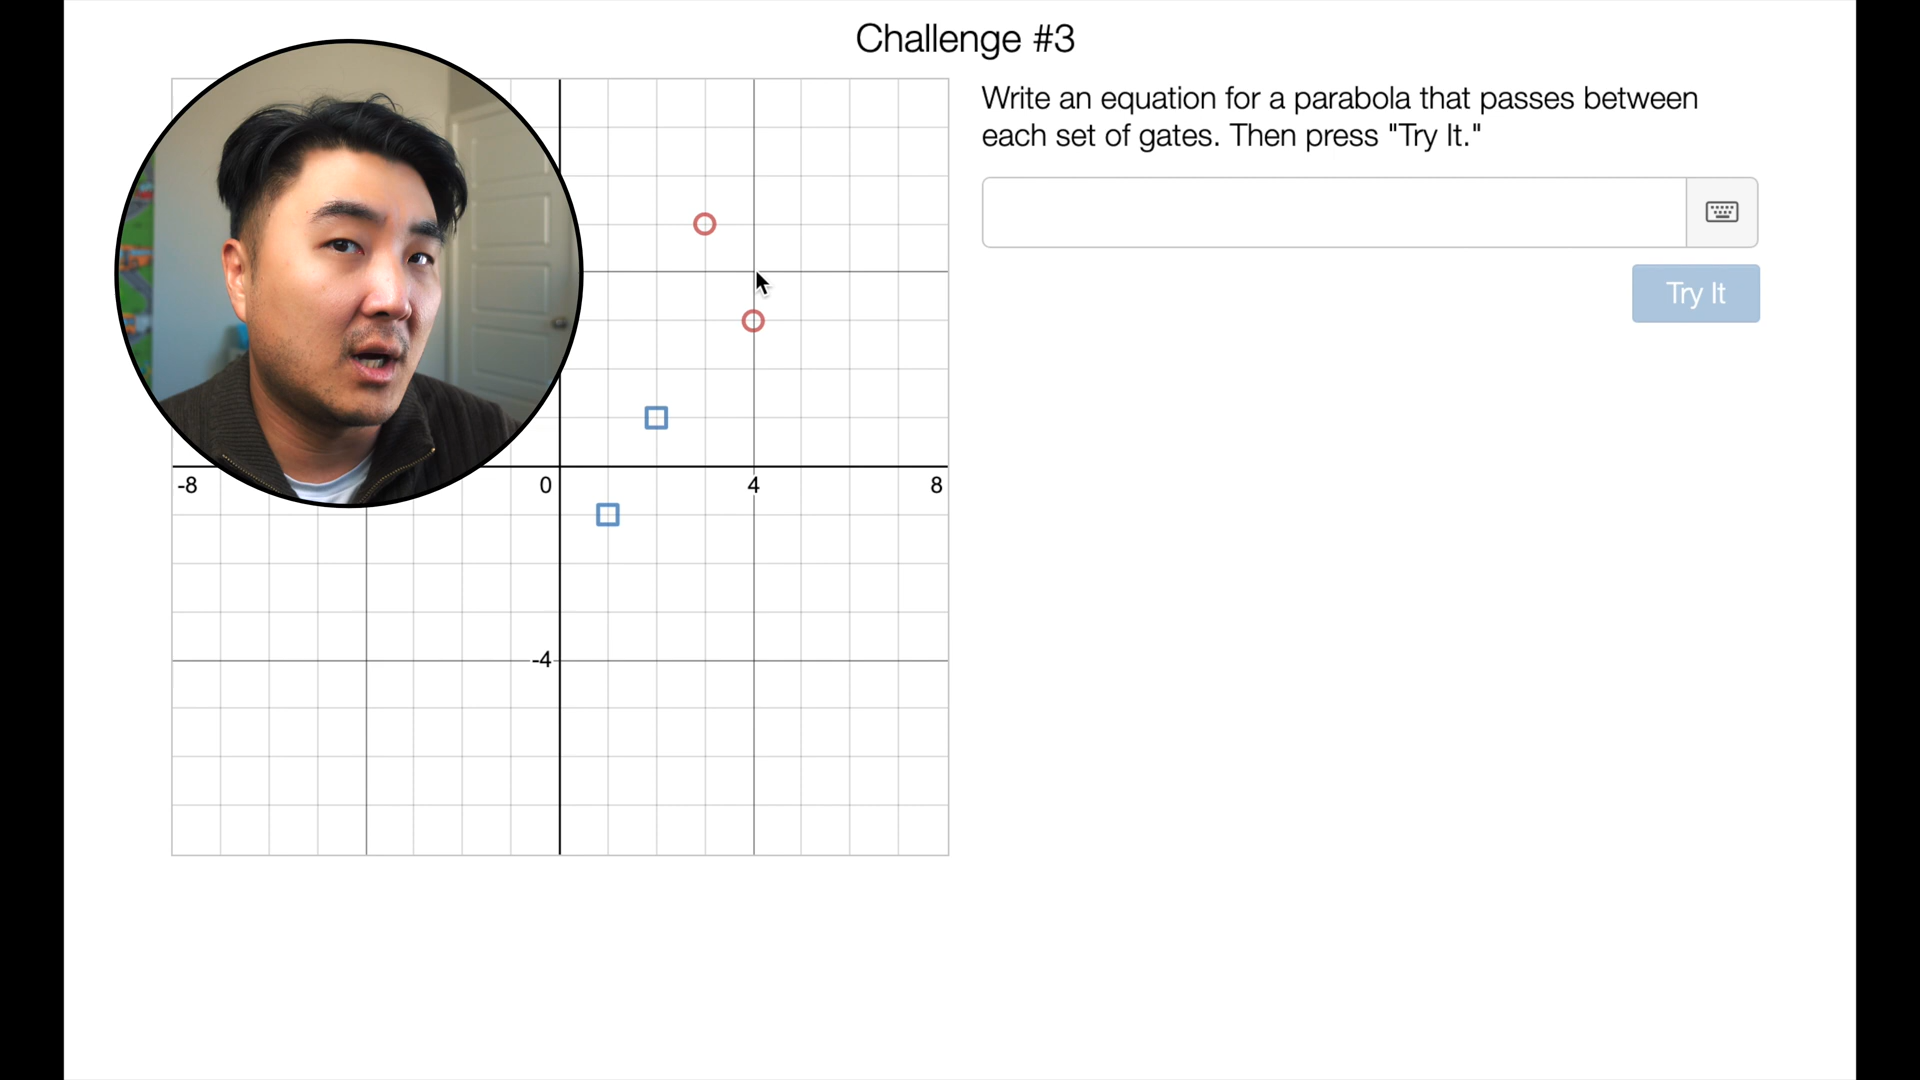 Challenge #3
Write an equation for a parabola that passes between
each set of gates. Then press "Try It."
Try It
-8
0
4
8
-4